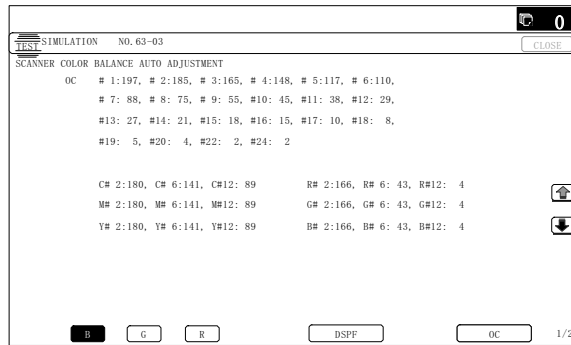 0
TEST SIMULATION NO.63-03
CLOSE
SCANNER COLOR BALANCE AUTO ADJUSTMENT
OC # 1:197, # 2:185, # 3:165, # 4:148, # 5:117, # 6:110,
# 7: 88, # 8: 75, # 9: 55, #10: 45, #11: 38, #12: 29,
#13: 27, #14: 21, #15: 18, #16: 15, #17: 10, #18: 8,
#19: 5, #20: 4, #22: 2, #24: 2
C# 2:180, C# 6:141, C#12: 89 R# 2:166, R# 6: 43, R#12: 4
M# 2:180, M# 6:141, M#12: 89 G# 2:166, G# 6: 43, G#12: 4
Y# 2:180, Y# 6:141, Y#12: 89 B# 2:166, B# 6: 43, B#12: 4
B G R DSPF OC 1/2